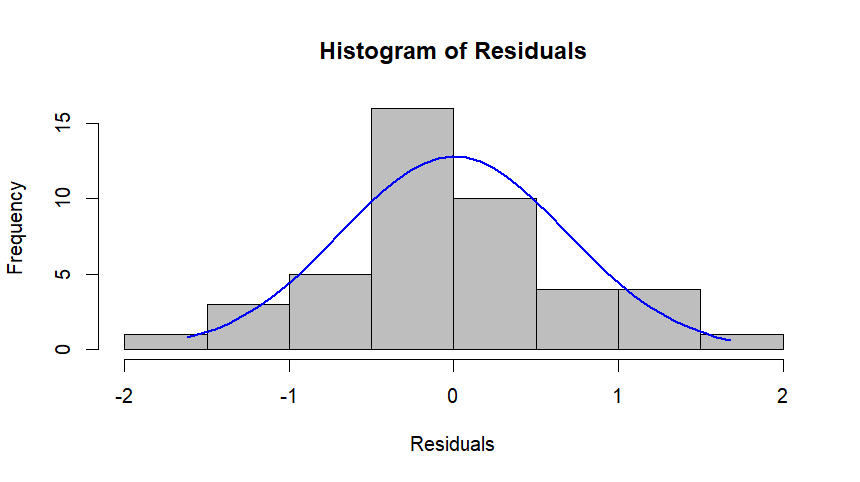 Histogram of Residuals
Frequency
15
10
5
0
-2 -1 0 1 2
Residuals